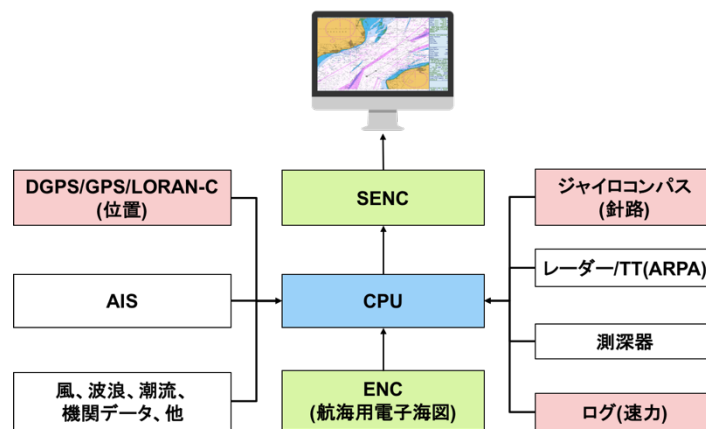 DGPS/GPS/LORAN-C
(位置)
SENC
ジャイロコンパス
(針路)
レーダー/TT(ARPA)
AIS
CPU
測深器
風、波浪、潮流、
機関データ、他
ENC
(航海用電子海図)
ログ(速力)